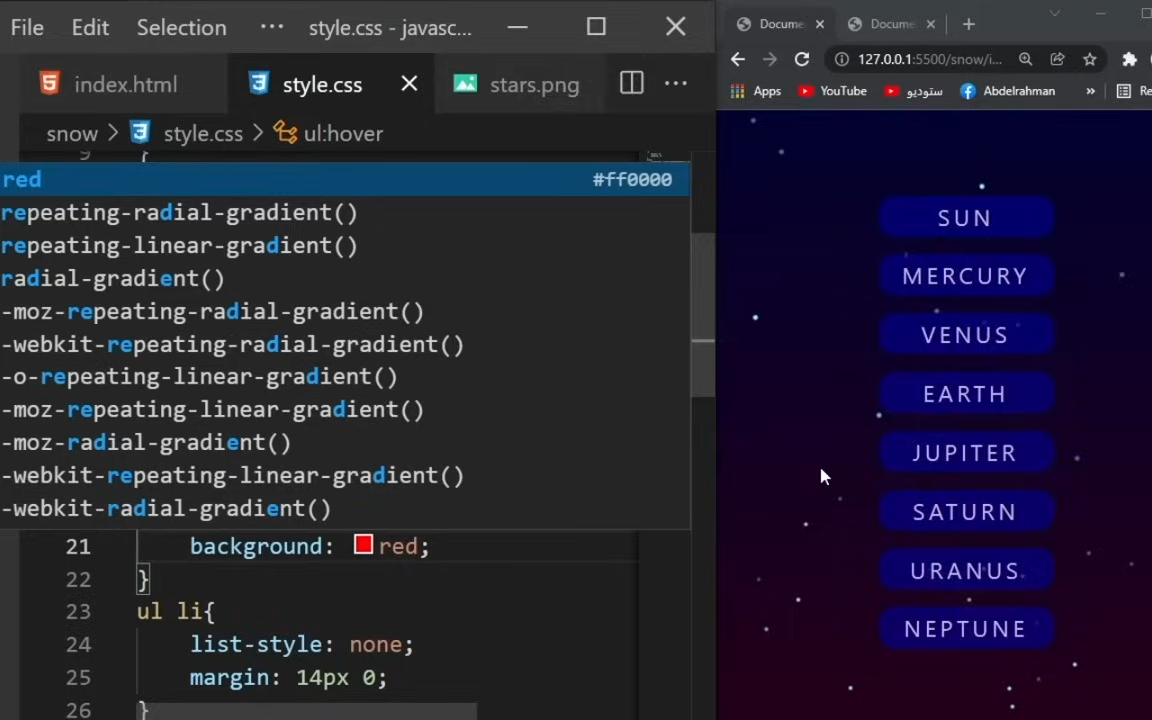 File Edit Selection ··· style.css - javasc...
index.html style.css stars.png ···
snow > style.css > ul:hover
9 {
red #ff0000
repeating-radial-gradient()
repeating-linear-gradient()
radial-gradient()
-moz-repeating-radial-gradient()
-webkit-repeating-radial-gradient()
-o-repeating-linear-gradient()
-moz-repeating-linear-gradient()
-moz-radial-gradient()
-webkit-repeating-linear-gradient()
-webkit-radial-gradient()
21 background: red;
22 }
23 ul li{
24 list-style: none;
25 margin: 14px 0;
26 }
Docume Docume
127.0.0.1:5500/snow/i...
Apps YouTube ستوديو Abdelrahman » Re
SUN
MERCURY
VENUS
EARTH
JUPITER
SATURN
URANUS
NEPTUNE